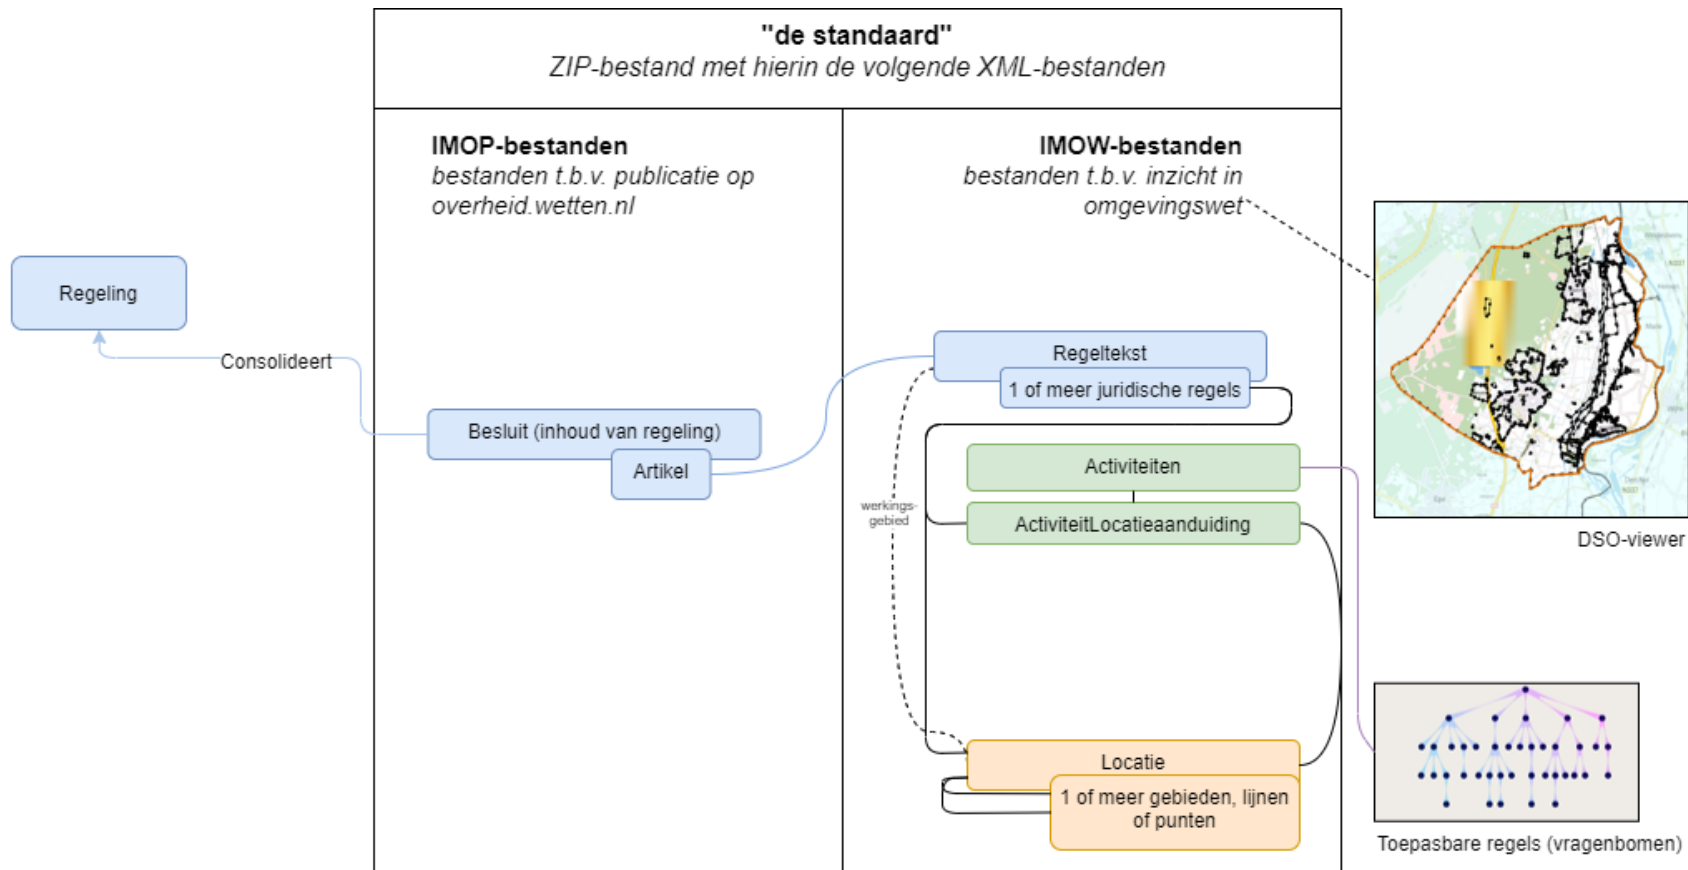 "de standaard"
ZIP-bestand met hierin de volgende XML-bestanden
IMOP-bestanden
bestanden t.b.v. publicatie op
overheid.wetten.nl
IMOW-bestanden
bestanden t.b.v. inzicht in
omgevingswet
Regeling
Consolideert
Besluit (inhoud van regeling)
Artikel
Regeltekst
1 of meer juridische regels
Activiteiten
ActiviteitLocatieaanduiding
werkings-
gebied
Locatie
1 of meer gebieden, lijnen
of punten
DSO-viewer
Toepasbare regels (vragenbomen)